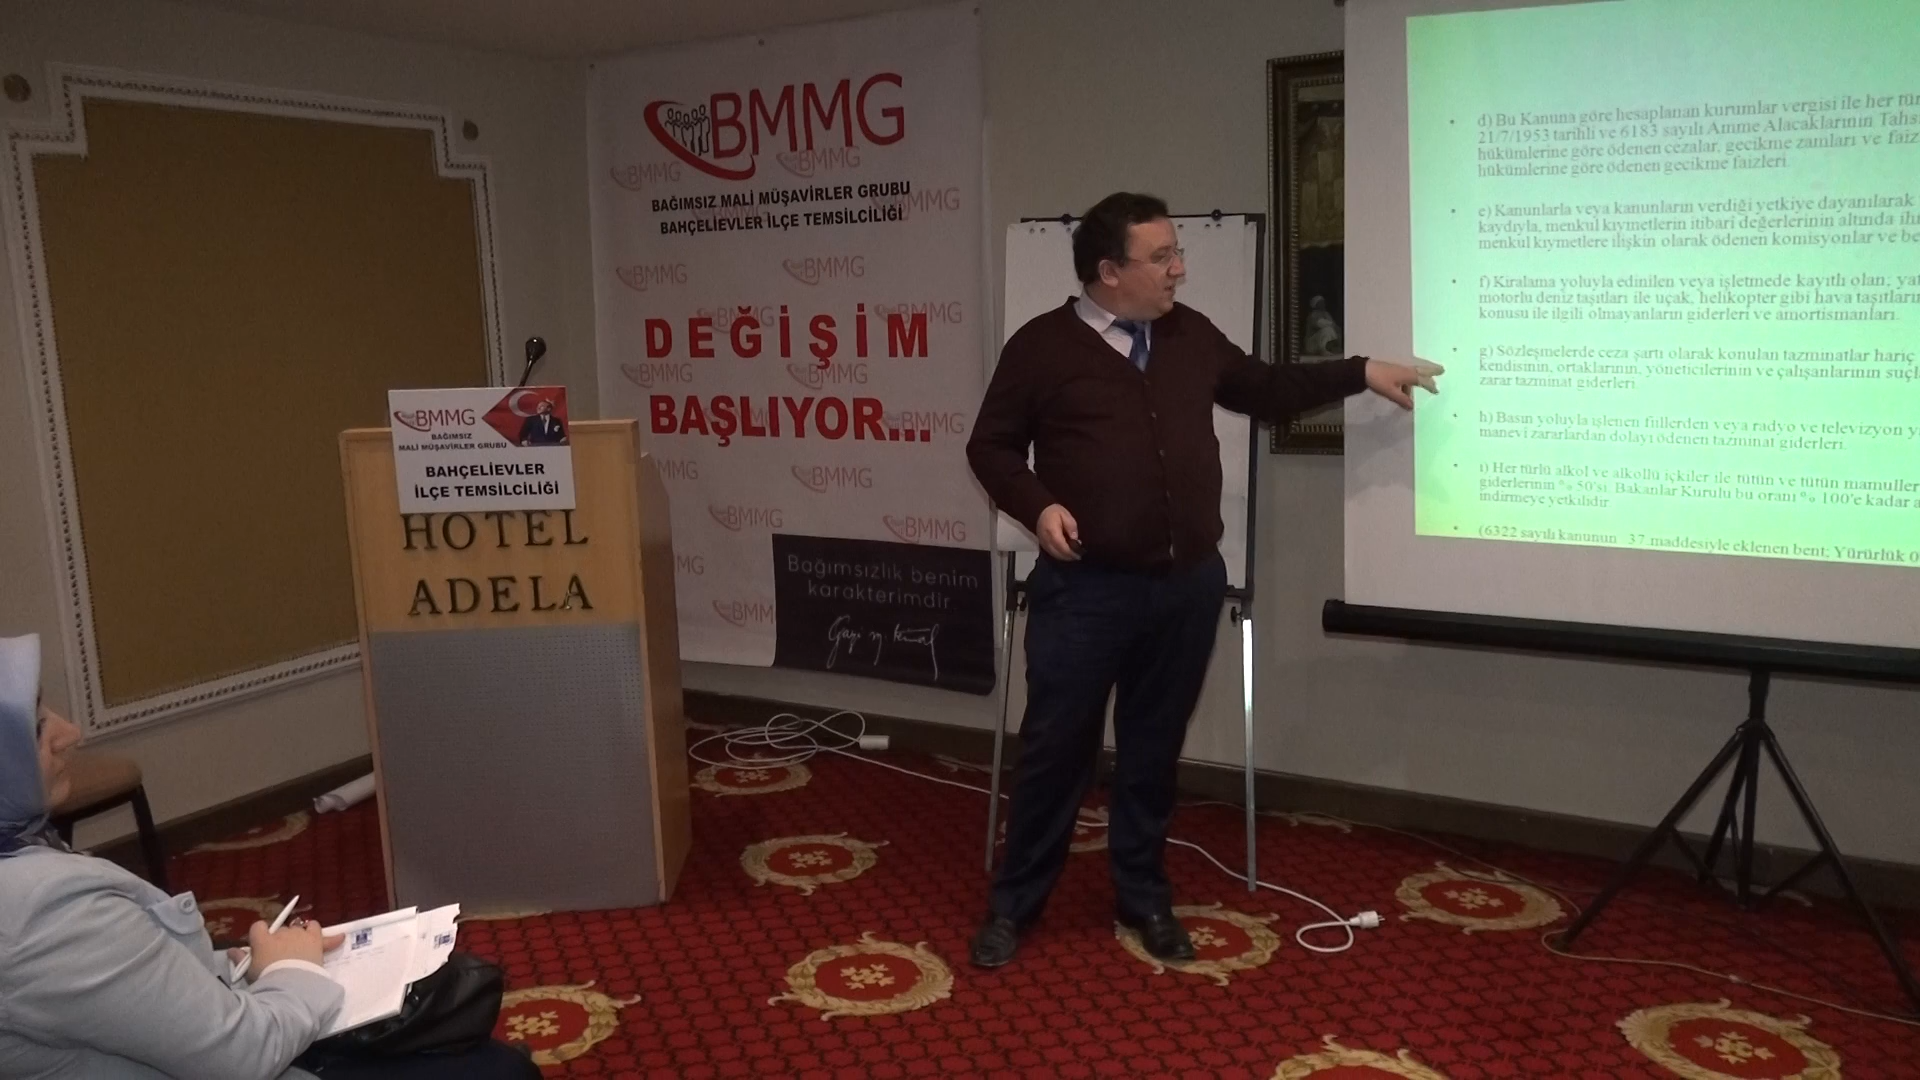 BMMG
BAĞIMSIZ MALİ MÜŞAVİRLER GRUBU
BAHÇELİEVLER İLÇE TEMSİLCİLİĞİ
DEĞİŞİM
BAŞLIYOR...
Bağımsızlık benim
karakterimdir.
BMMG
BAĞIMSIZ
MALİ MÜŞAVİRLER GRUBU
BAHÇELİEVLER
İLÇE TEMSİLCİLİĞİ
HOTEL
ADELA
• d) Bu Kanuna göre hesaplanan kurumlar vergisi ile her tür
21/7/1953 tarihli ve 6183 sayılı Amme Alacaklarının Tahsi
hükümlerine göre ödenen cezalar, gecikme zamları ve faiz
hükümlerine göre ödenen gecikme faizleri.
• e) Kanunlarla veya kanunların verdiği yetkiye dayanılarak
kaydıyla, menkul kıymetlerin itibari değerlerinin altında ihr
menkul kıymetlere ilişkin olarak ödenen komisyonlar ve be
• f) Kiralama yoluyla edinilen veya işletmede kayıtlı olan; yat
motorlu deniz taşıtları ile uçak, helikopter gibi hava taşıtların
konusu ile ilgili olmayanların giderleri ve amortismanları.
• g) Sözleşmelerde ceza şartı olarak konulan tazminatlar hariç
kendisinin, ortaklarının, yöneticilerinin ve çalışanlarının suçla
zarar tazminat giderleri.
• h) Basın yoluyla işlenen fiillerden veya radyo ve televizyon ya
manevi zararlardan dolayı ödenen tazminat giderleri.
• ı) Her türlü alkol ve alkollü içkiler ile tütün ve tütün mamuller
giderlerinin % 50'si. Bakanlar Kurulu bu oranı % 100'e kadar a
indirmeye yetkilidir.
• (6322 sayılı kanunun 37.maddesiyle eklenen bent; Yürürlük 0